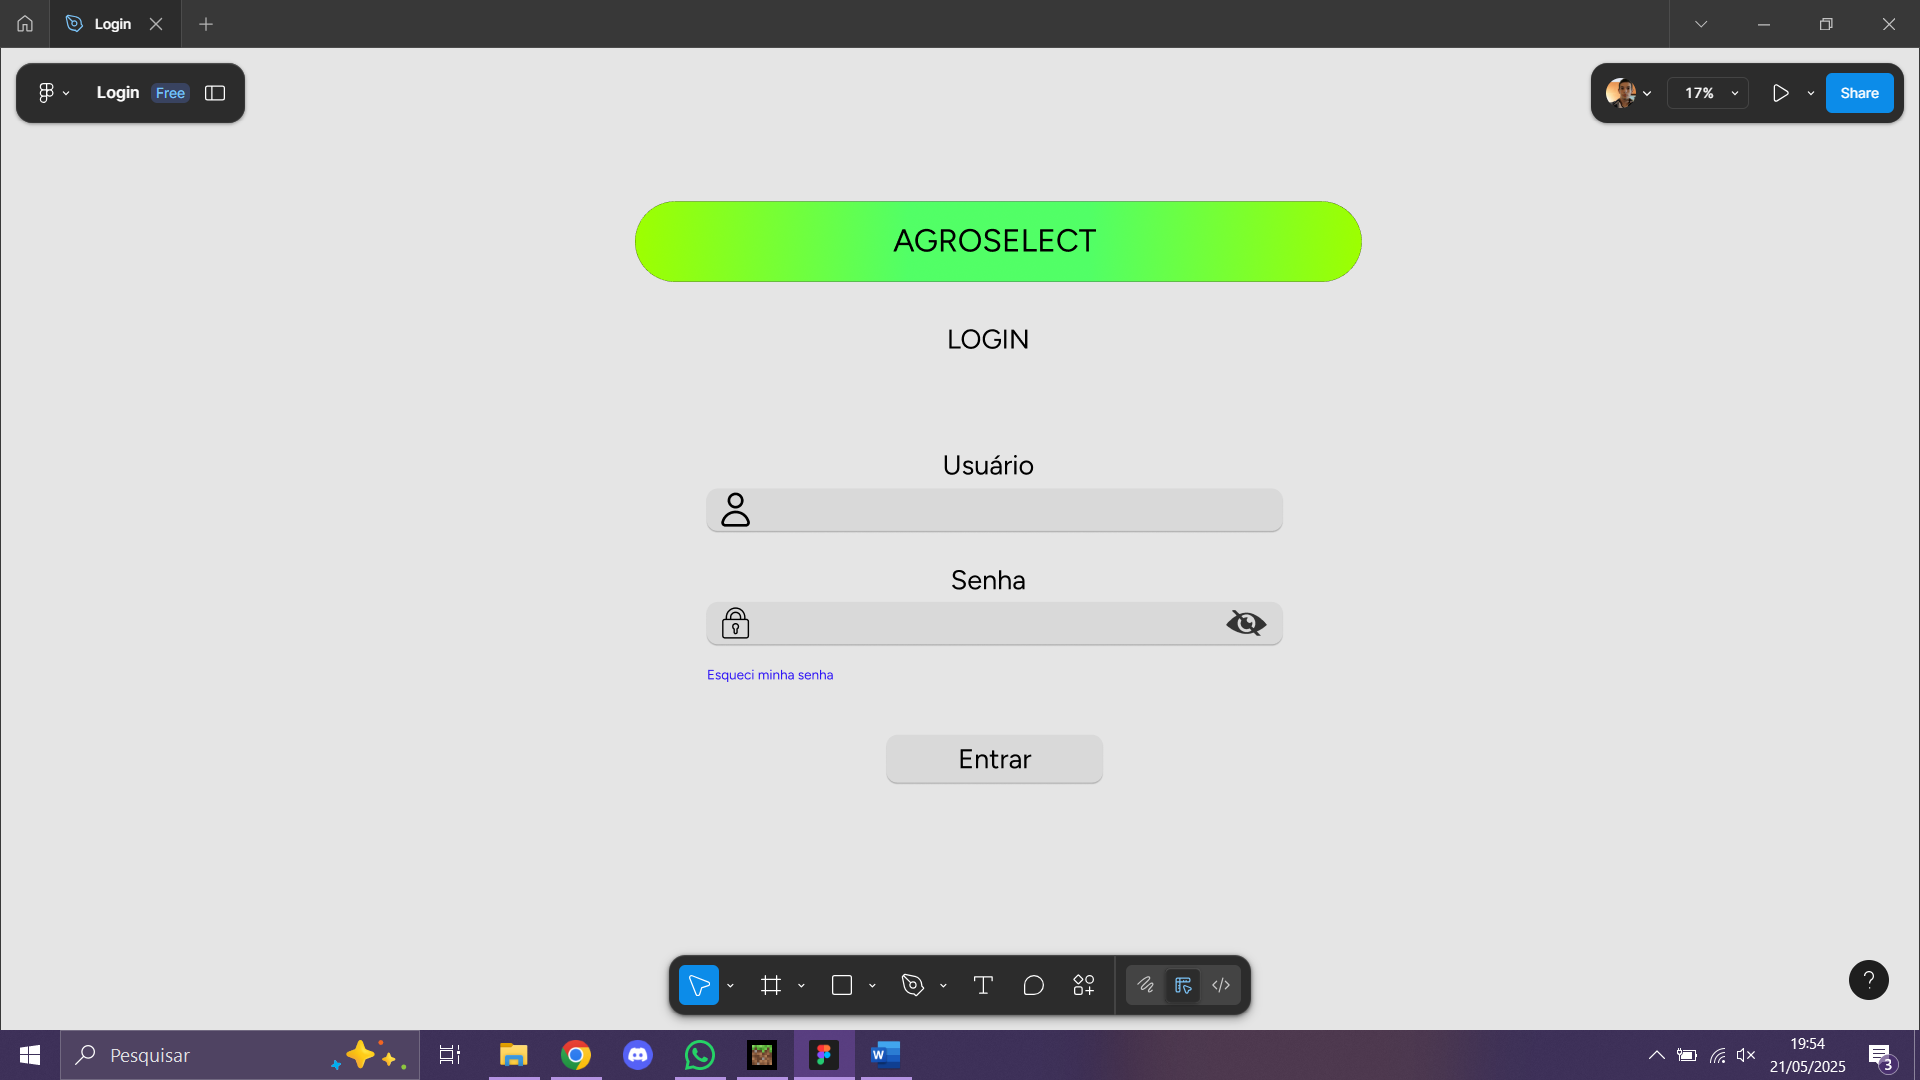 Login
Login Free
17%
Share
AGROSELECT
LOGIN
Usuário
Senha
Esqueci minha senha
Entrar
?
Pesquisar
W
19:54
21/05/2025
3